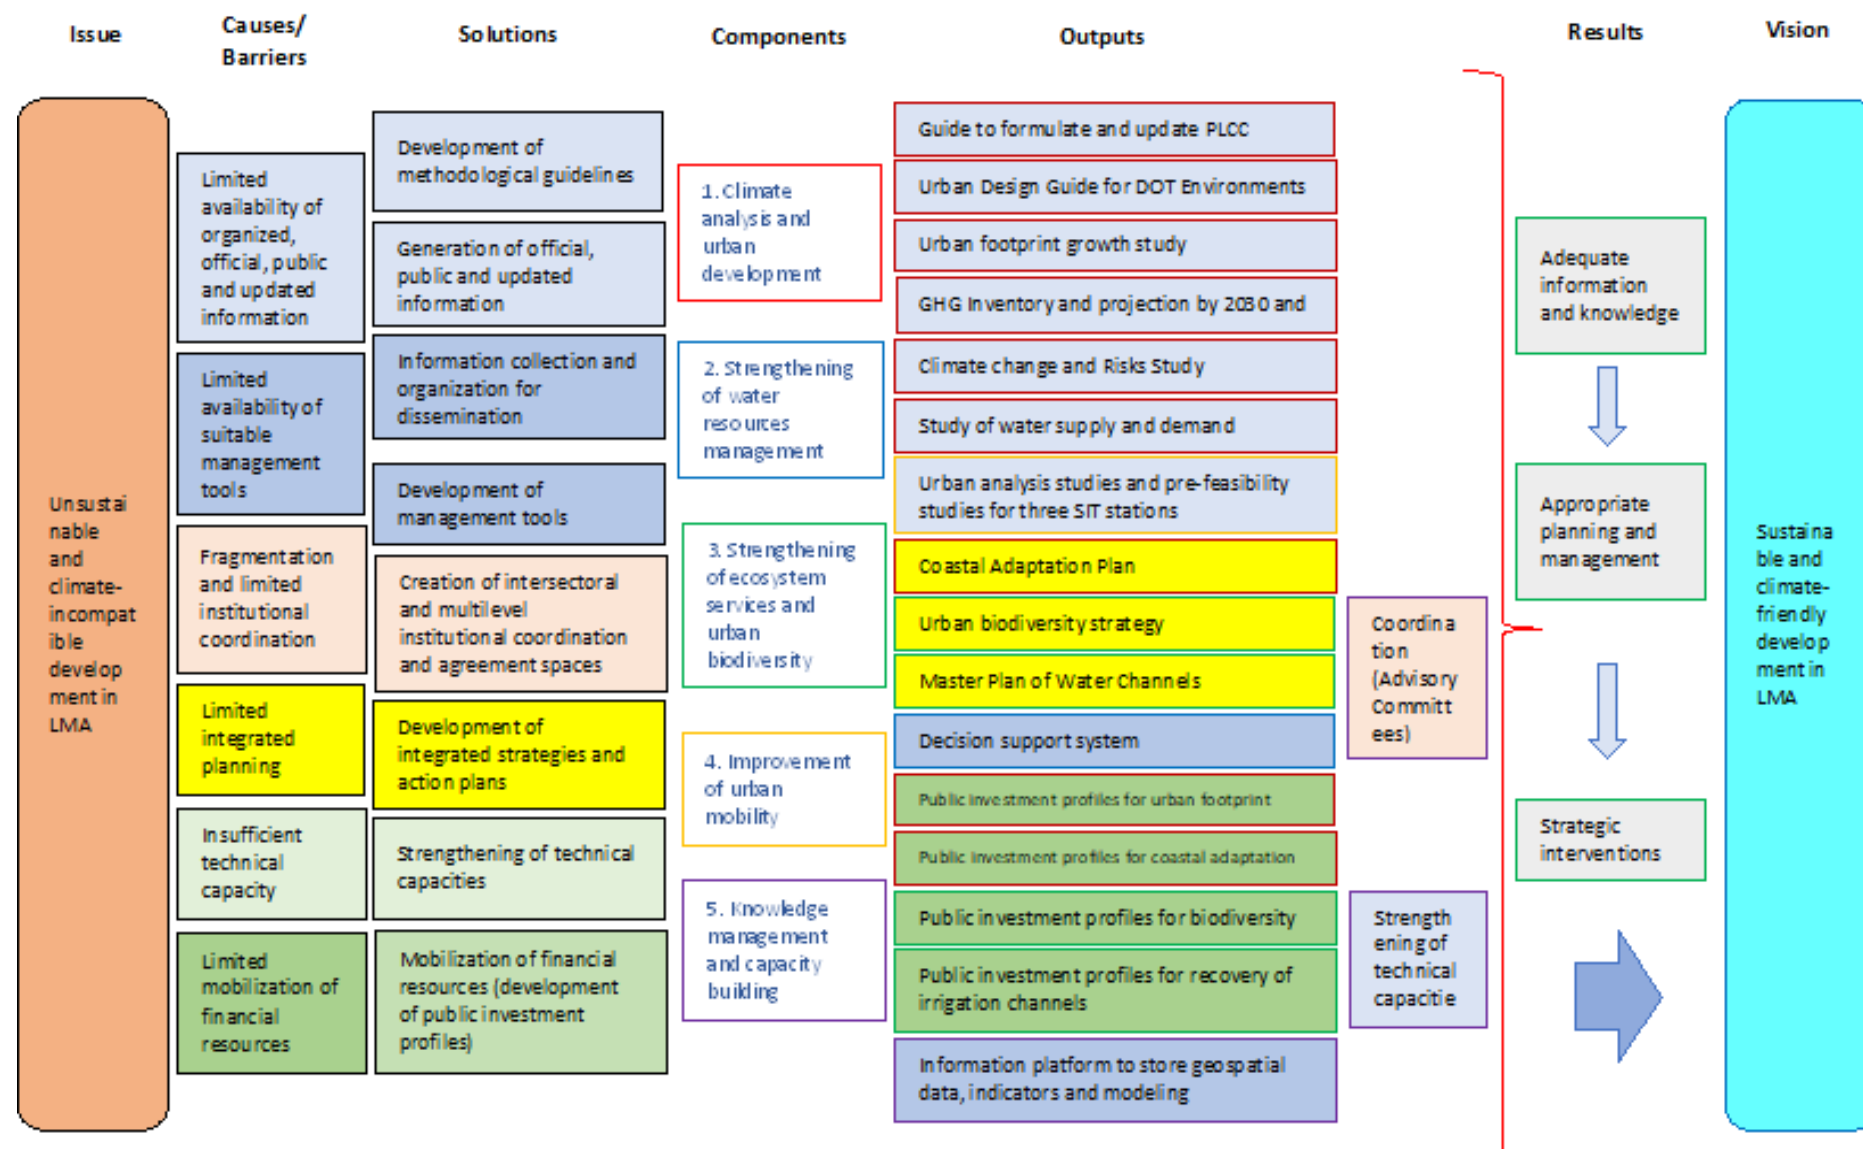 Issue
Causes/
Barriers
Solutions
Components
Outputs
Results
Vision
Unsustai
nable
and
climate-
incompat
ible
develop
ment in
LMA
Limited
availability of
organized,
official, public
and updated
information
Limited
availability of
suitable
management
tools
Fragmentation
and limited
institutional
coordination
Limited
integrated
planning
Insufficient
technical
capacity
Limited
mobilization of
financial
resources
Development of
methodological guidelines
Generation of official,
public and updated
information
Information collection and
organization for
dissemination
Development of
management tools
Creation of intersectoral
and multilevel
institutional coordination
and agreement spaces
Development of
integrated strategies and
action plans
Strengthening of technical
capacities
Mobilization of financial
resources (development
of public investment
profiles)
1. Climate
analysis and
urban
development
2. Strengthening
of water
resources
management
3. Strengthening
of ecosystem
services and
urban
biodiversity
4. Improvement
of urban
mobility
5. Knowledge
management
and capacity
building
Guide to formulate and update PLCC
Urban Design Guide for DOT Environments
Urban footprint growth study
GHG Inventory and projection by 2030 and
Climate change and Risks Study
Study of water supply and demand
Urban analysis studies and pre-feasibility
studies for three SIT stations
Coastal Adaptation Plan
Urban biodiversity strategy
Master Plan of Water Channels
Decision support system
Public investment profiles for urban footprint
Public investment profiles for coastal adaptation
Public investment profiles for biodiversity
Public investment profiles for recovery of
irrigation channels
Information platform to store geospatial
data, indicators and modeling
Coordina
tion
(Advisory
Committ
ees)
Strength
ening of
technical
capacitie
Adequate
information
and knowledge
Appropriate
planning and
management
Strategic
interventions
Sustaina
ble and
climate-
friendly
develop
ment in
LMA